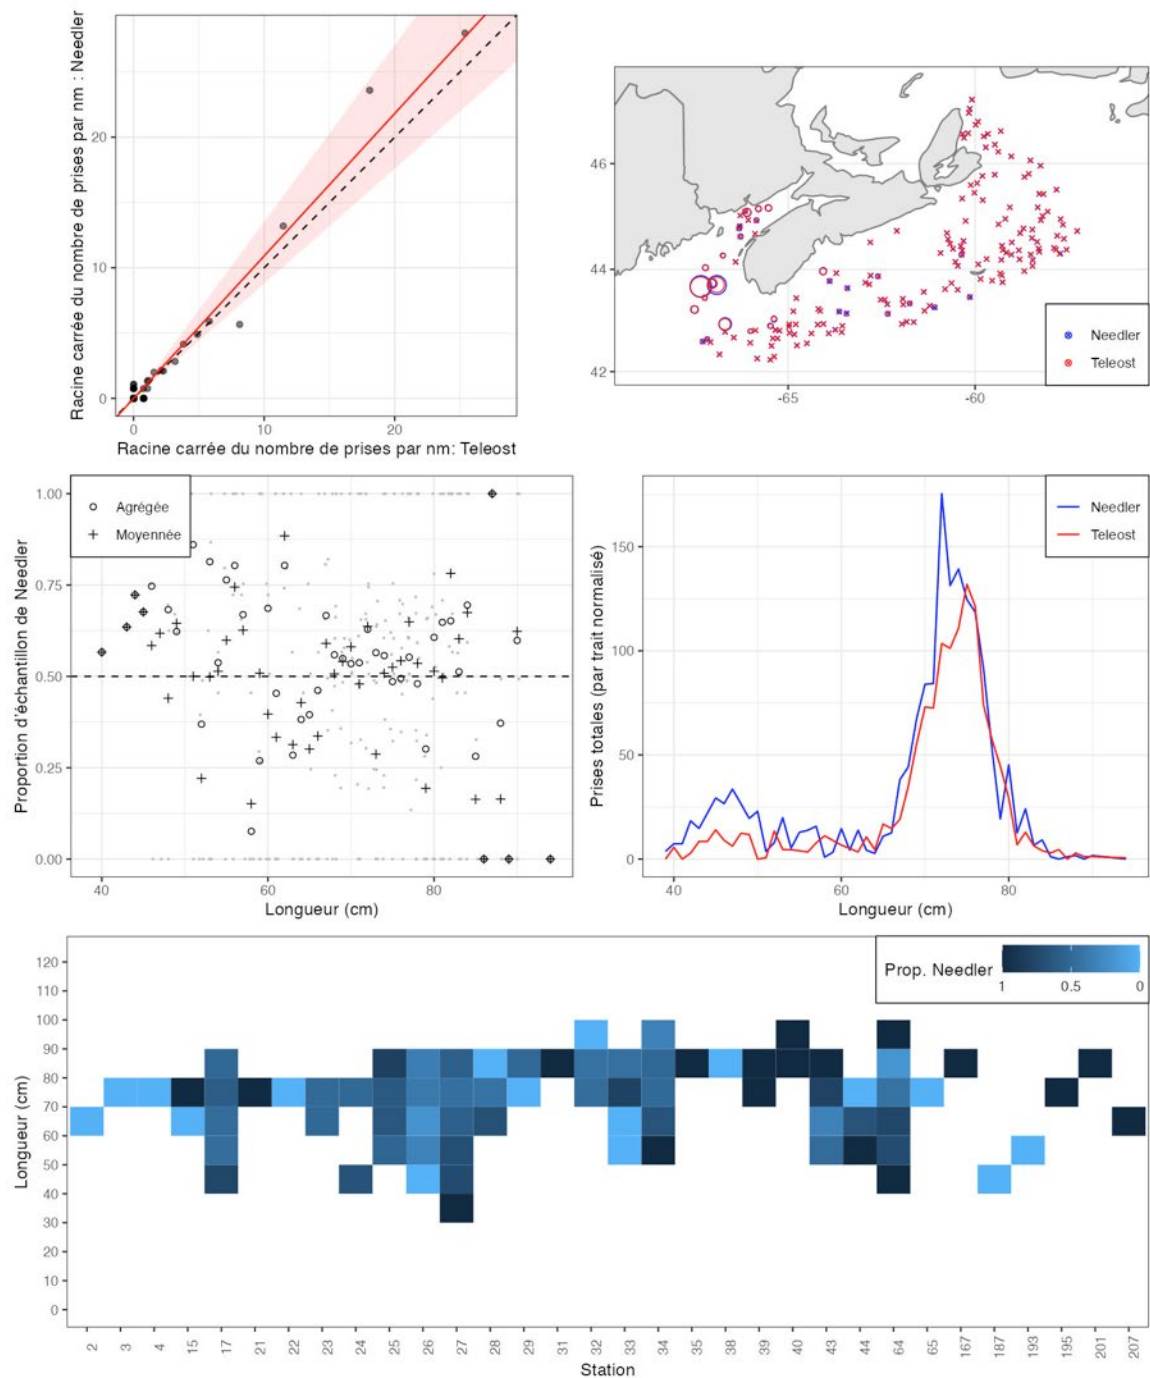 Racine carrée du nombre de prises par nm : Needler
20
10
0
0
10
20
Racine carrée du nombre de prises par nm: Teleost
46
44
42
-65
-60
Needler
Teleost
Proportion d'échantillon de Needler
1.00
0.75
0.50
0.25
0.00
Agrégée
Moyennée
40
60
80
Longueur (cm)
Prises totales (par trait normalisé)
150
100
50
0
Needler
Teleost
40
60
80
Longueur (cm)
Prop. Needler
1
0.5
0
Longueur (cm)
120
110
100
90
80
70
60
50
40
30
20
10
0
2 3 4 15 17 21 22 23 24 25 26 27 28 29 31 32 33 34 35 38 39 40 43 44 64 65 167 187 193 195 201 207
Station